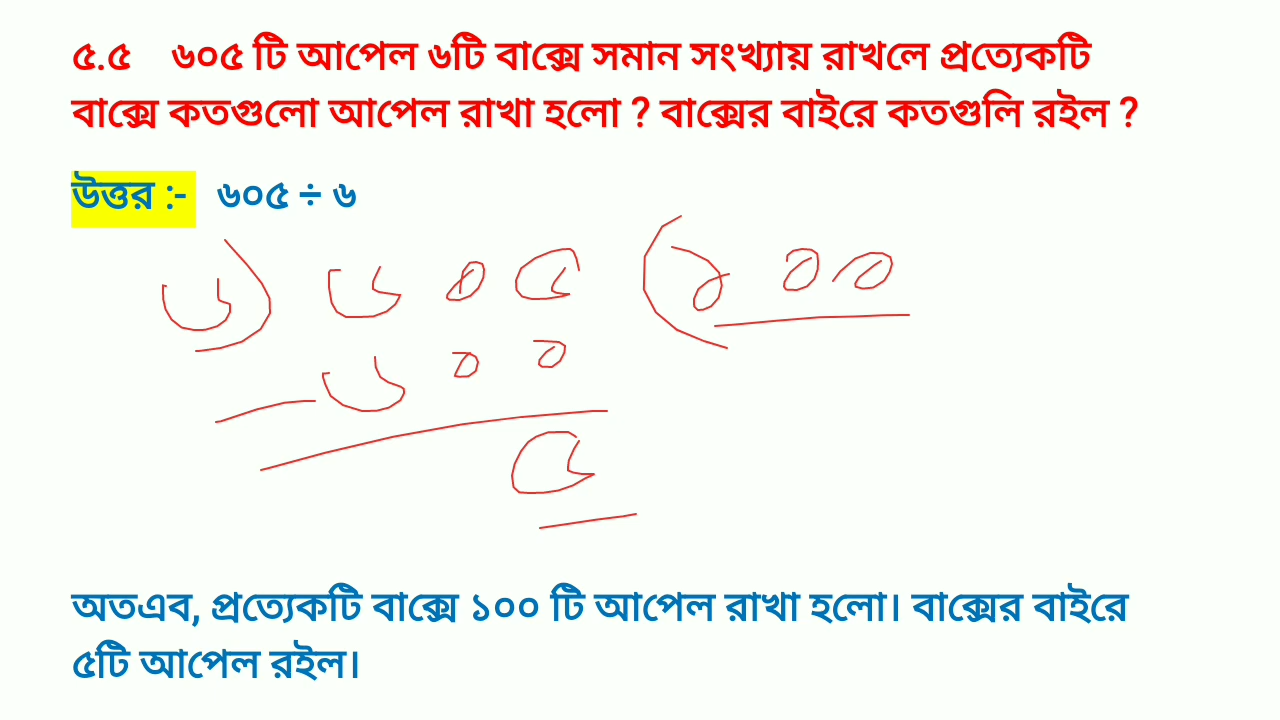 ৫.৫ ৬০৫ টি আপেল ৬টি বাক্সে সমান সংখ্যায় রাখলে প্রত্যেকটি
বাক্সে কতগুলো আপেল রাখা হলো ? বাক্সের বাইরে কতগুলি রইল ?
উত্তর :- ৬০৫ ÷ ৬
৬) ৬০৫ (১০০
- ৬০০
৫
অতএব, প্রত্যেকটি বাক্সে ১০০ টি আপেল রাখা হলো। বাক্সের বাইরে
৫টি আপেল রইল।